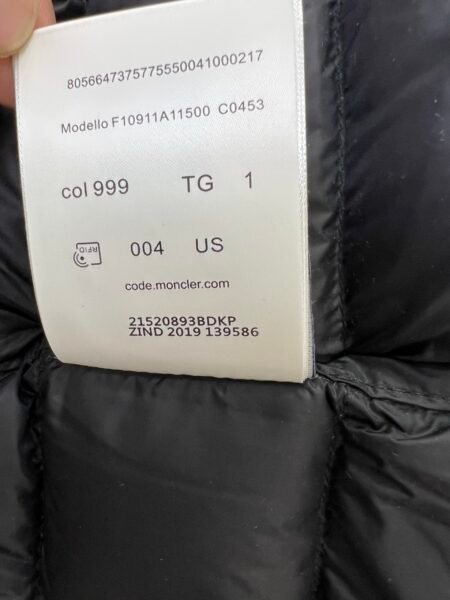 8056647375775550041000217
Modello F10911A11500 C0453
col 999 TG 1
RFID 004 US
code.moncler.com
21520893BDKP
ZIND 2019 139586